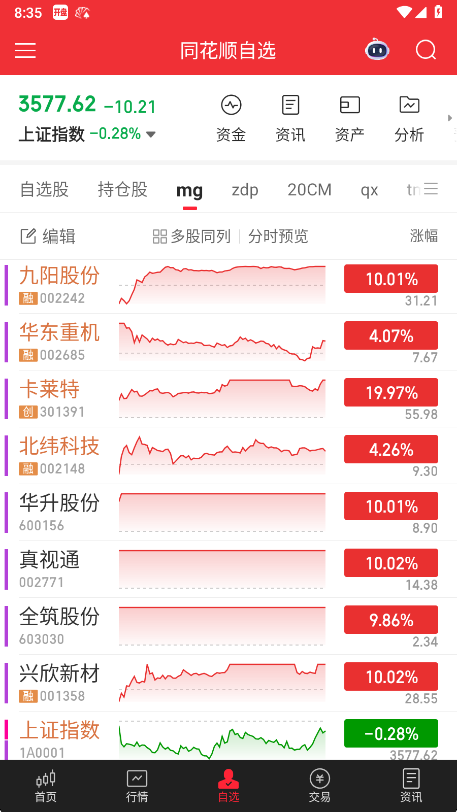 8:35 开盘
同花顺自选
3577.62 -10.21
上证指数 -0.28%
资金 资讯 资产 分析
自选股 持仓股 mg zdp 20CM qx
编辑 多股同列 分时预览 涨幅
九阳股份 10.01%
融 002242 31.21
华东重机 4.07%
融 002685 7.67
卡莱特 19.97%
创 301391 55.98
北纬科技 4.26%
融 002148 9.30
华升股份 10.01%
600156 8.90
真视通 10.02%
002771 14.38
全筑股份 9.86%
603030 2.34
兴欣新材 10.02%
融 001358 28.55
上证指数 -0.28%
1A0001 3577.62
首页 行情 自选 交易 资讯